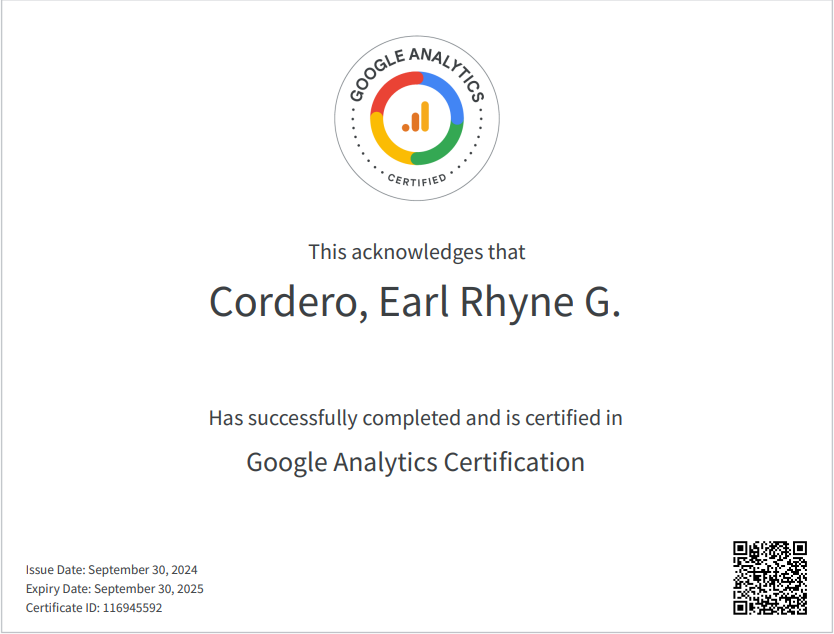 GOOGLE ANALYTICS
CERTIFIED
This acknowledges that
Cordero, Earl Rhyne G.
Has successfully completed and is certified in
Google Analytics Certification
Issue Date: September 30, 2024
Expiry Date: September 30, 2025
Certificate ID: 116945592